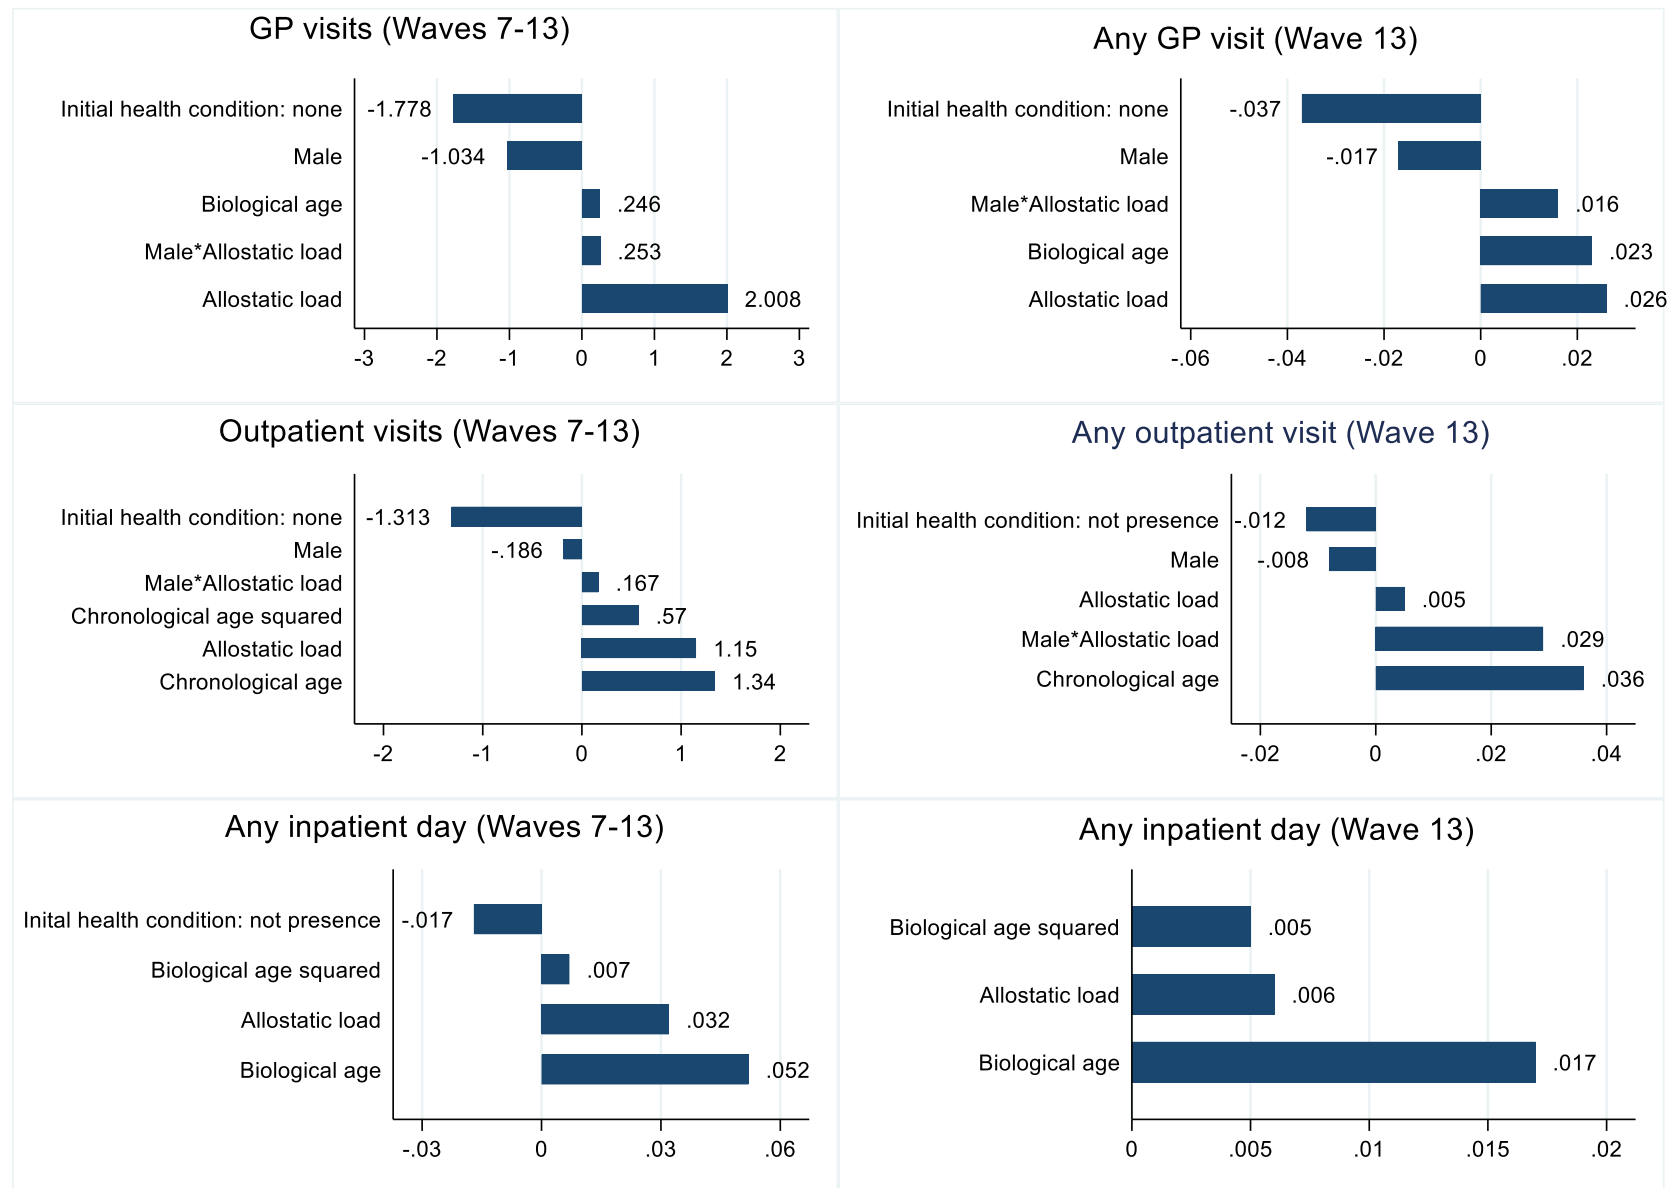 GP visits (Waves 7-13)
Initial health condition: none -1.778
Male -1.034
Biological age .246
Male*Allostatic load .253
Allostatic load 2.008
-3 -2 -1 0 1 2 3
Any GP visit (Wave 13)
Initial health condition: none -.037
Male -.017
Male*Allostatic load .016
Biological age .023
Allostatic load .026
-.06 -.04 -.02 0 .02
Outpatient visits (Waves 7-13)
Initial health condition: none -1.313
Male -.186
Male*Allostatic load .167
Chronological age squared .57
Allostatic load 1.15
Chronological age 1.34
-2 -1 0 1 2
Any outpatient visit (Wave 13)
Initial health condition: not presence -.012
Male -.008
Allostatic load .005
Male*Allostatic load .029
Chronological age .036
-.02 0 .02 .04
Any inpatient day (Waves 7-13)
Inital health condition: not presence -.017
Biological age squared .007
Allostatic load .032
Biological age .052
-.03 0 .03 .06
Any inpatient day (Wave 13)
Biological age squared .005
Allostatic load .006
Biological age .017
0 .005 .01 .015 .02